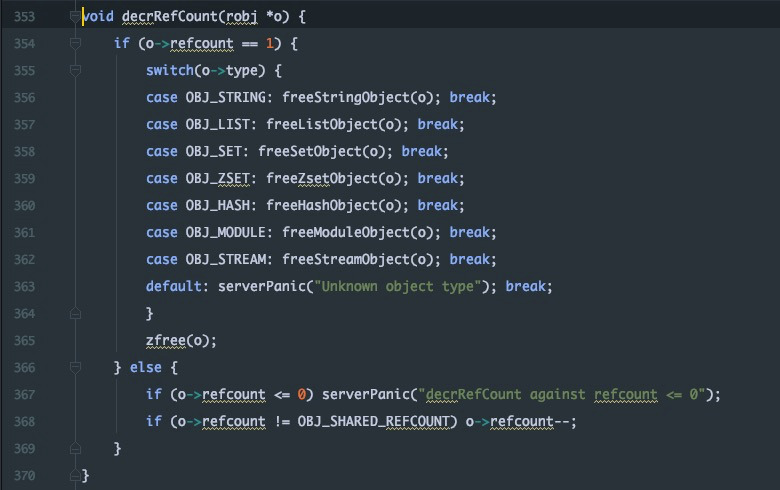 353 void decrRefCount(robj *o) {
354     if (o->refcount == 1) {
355         switch(o->type) {
356         case OBJ_STRING: freeStringObject(o); break;
357         case OBJ_LIST: freeListObject(o); break;
358         case OBJ_SET: freeSetObject(o); break;
359         case OBJ_ZSET: freeZsetObject(o); break;
360         case OBJ_HASH: freeHashObject(o); break;
361         case OBJ_MODULE: freeModuleObject(o); break;
362         case OBJ_STREAM: freeStreamObject(o); break;
363         default: serverPanic("Unknown object type"); break;
364         }
365         zfree(o);
366     } else {
367         if (o->refcount <= 0) serverPanic("decrRefCount against refcount <= 0");
368         if (o->refcount != OBJ_SHARED_REFCOUNT) o->refcount--;
369     }
370 }